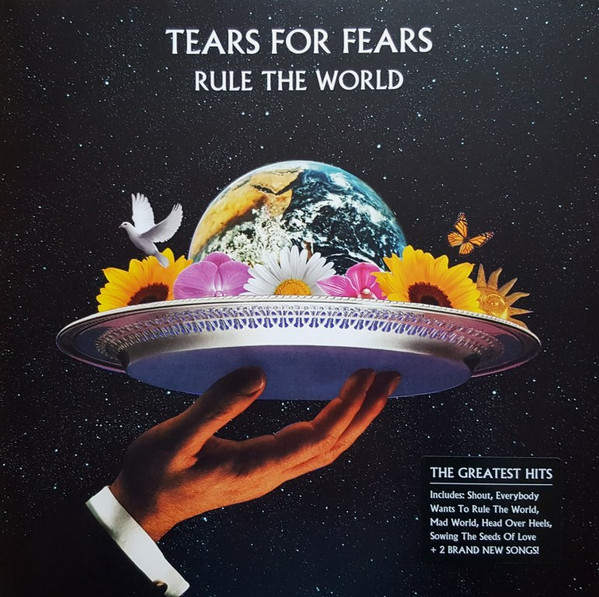 TEARS FOR FEARS
RULE THE WORLD
THE GREATEST HITS
Includes: Shout, Everybody
Wants To Rule The World,
Mad World, Head Over Heels,
Sowing The Seeds Of Love
+ 2 BRAND NEW SONGS!